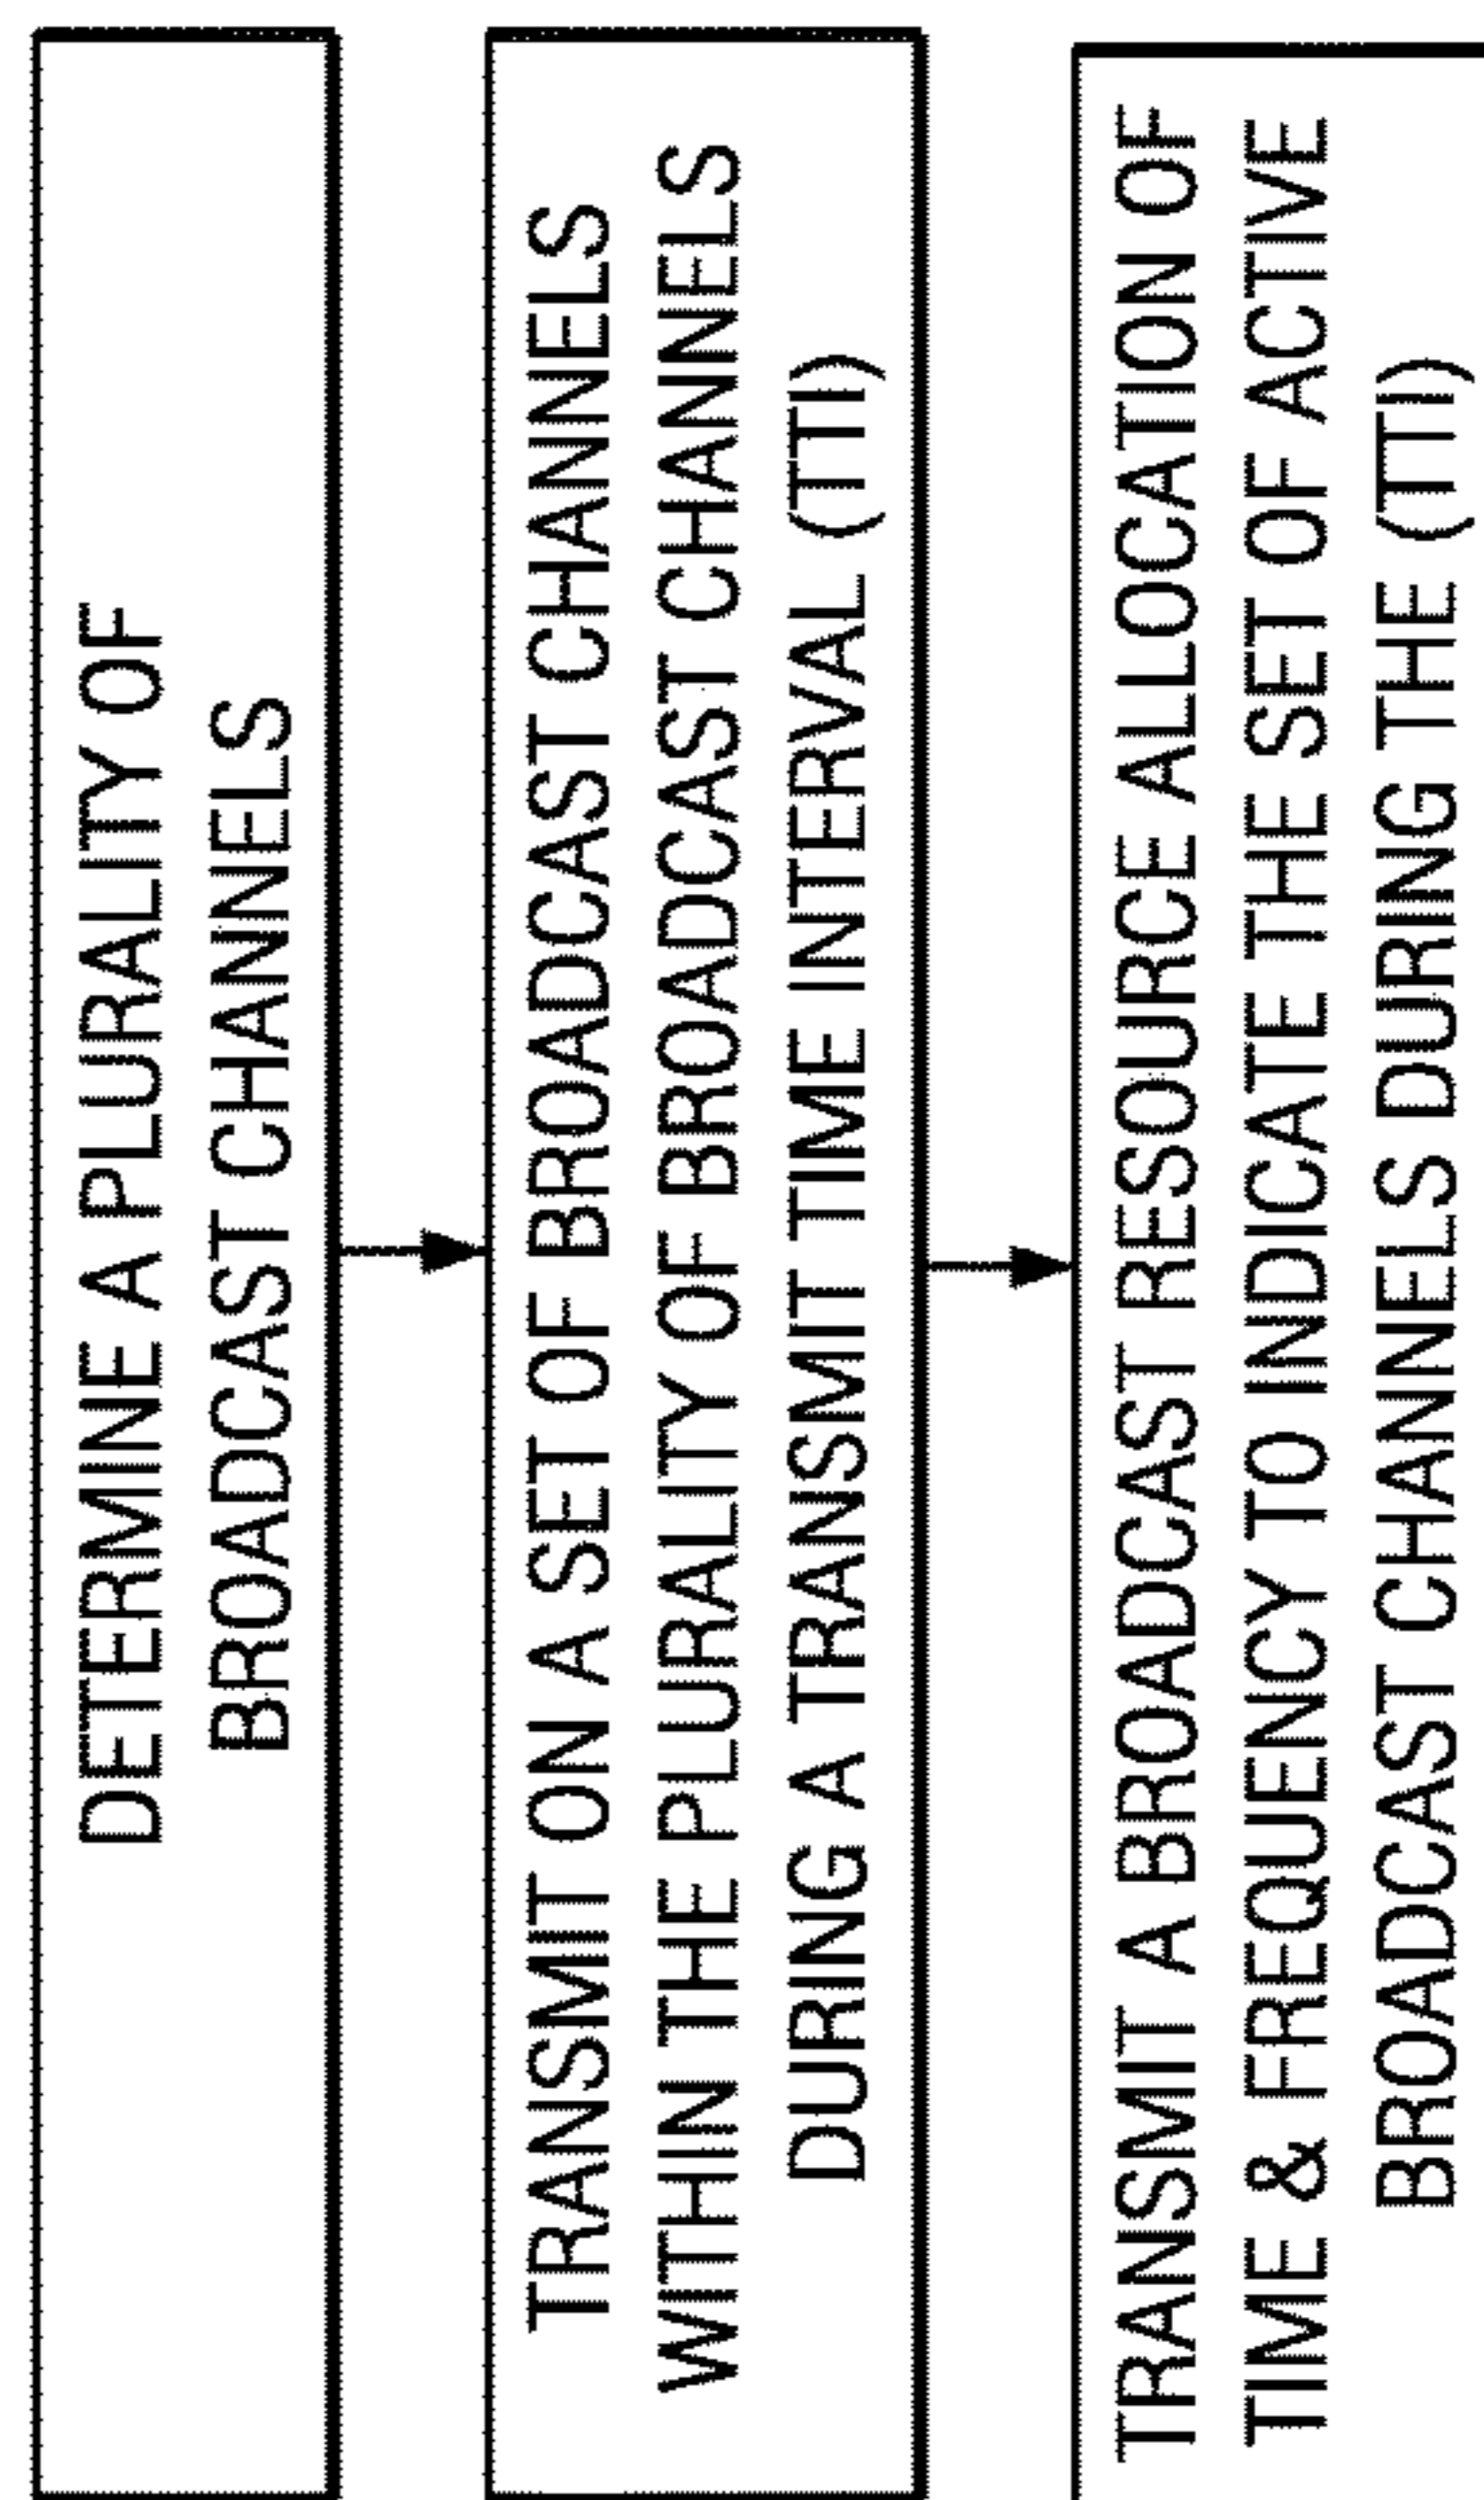 DETERMINE A PLURALITY OF
BROADCAST CHANNELS
TRANSMIT ON A SET OF BROADCAST CHANNELS
WITHIN THE PLURALITY OF BROADCAST CHANNELS
DURING A TRANSMIT TIME INTERVAL (TTI)
TRANSMIT A BROADCAST RESOURCE ALLOCATION OF
TIME & FREQUENCY TO INDICATE THE SET OF ACTIVE
BROADCAST CHANNELS DURING THE (TTI)